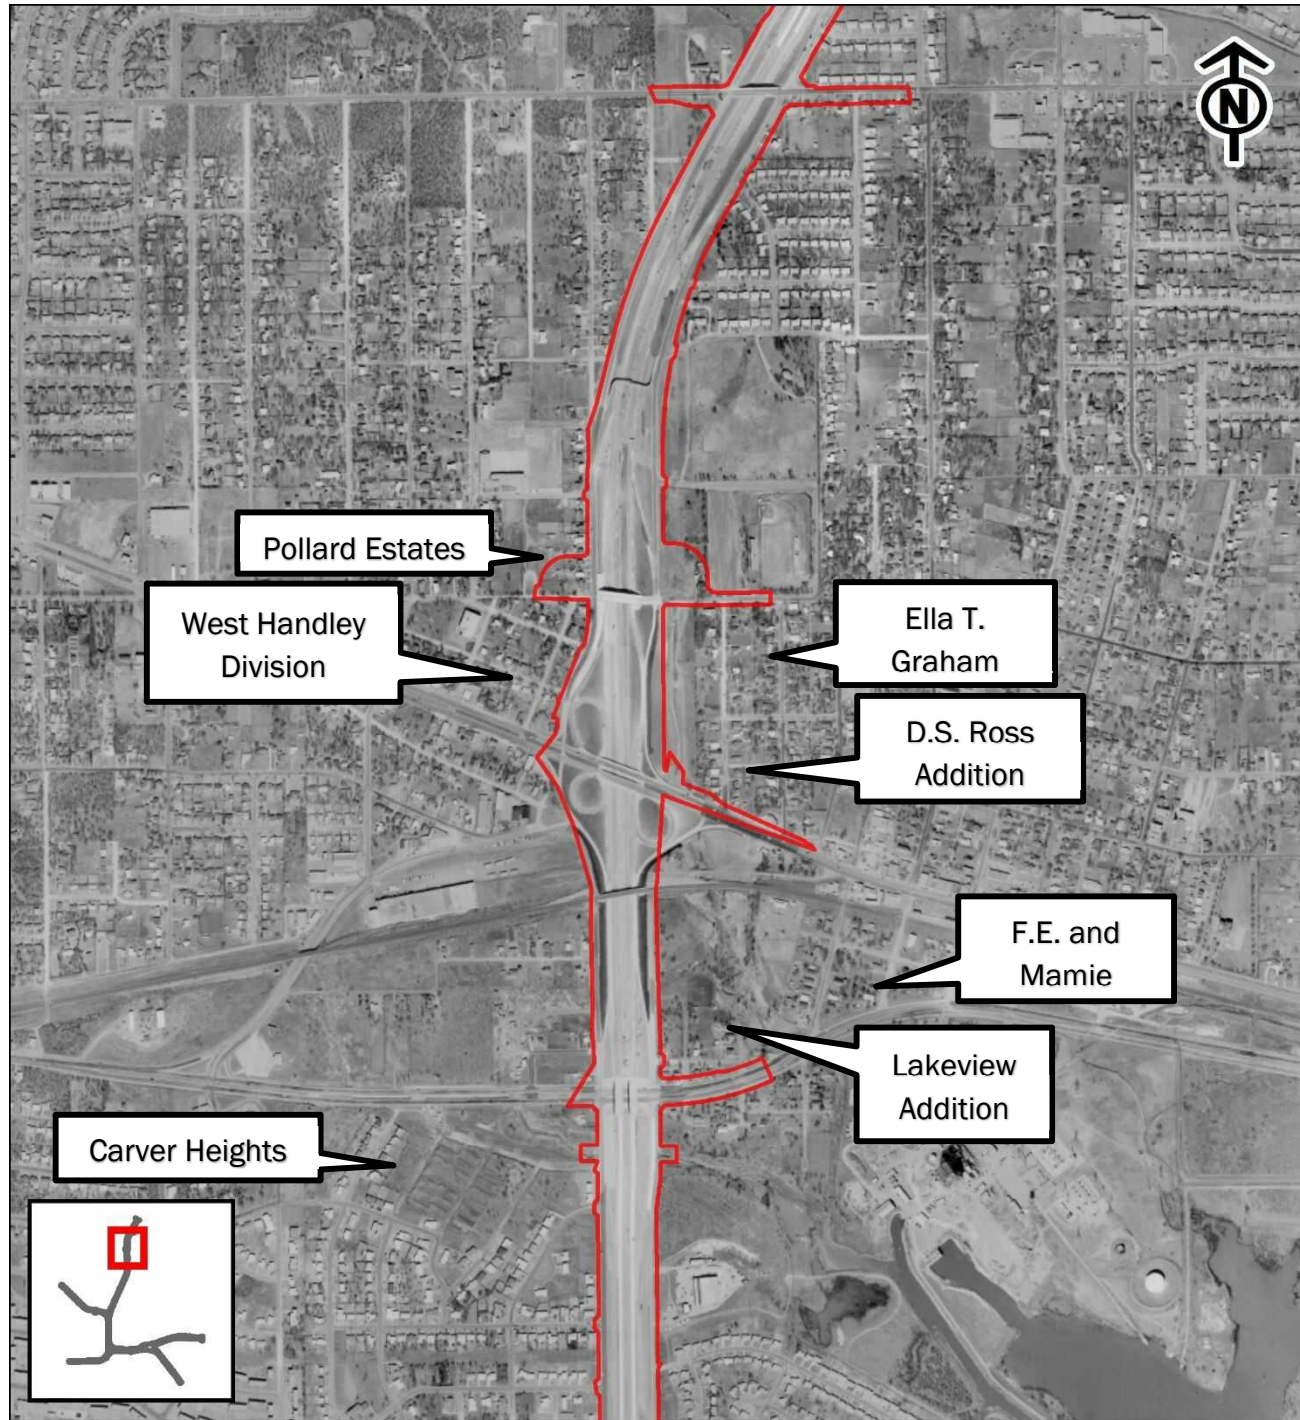 N
Pollard Estates
West Handley
Division
Ella T.
Graham
D.S. Ross
Addition
F.E. and
Mamie
Lakeview
Addition
Carver Heights